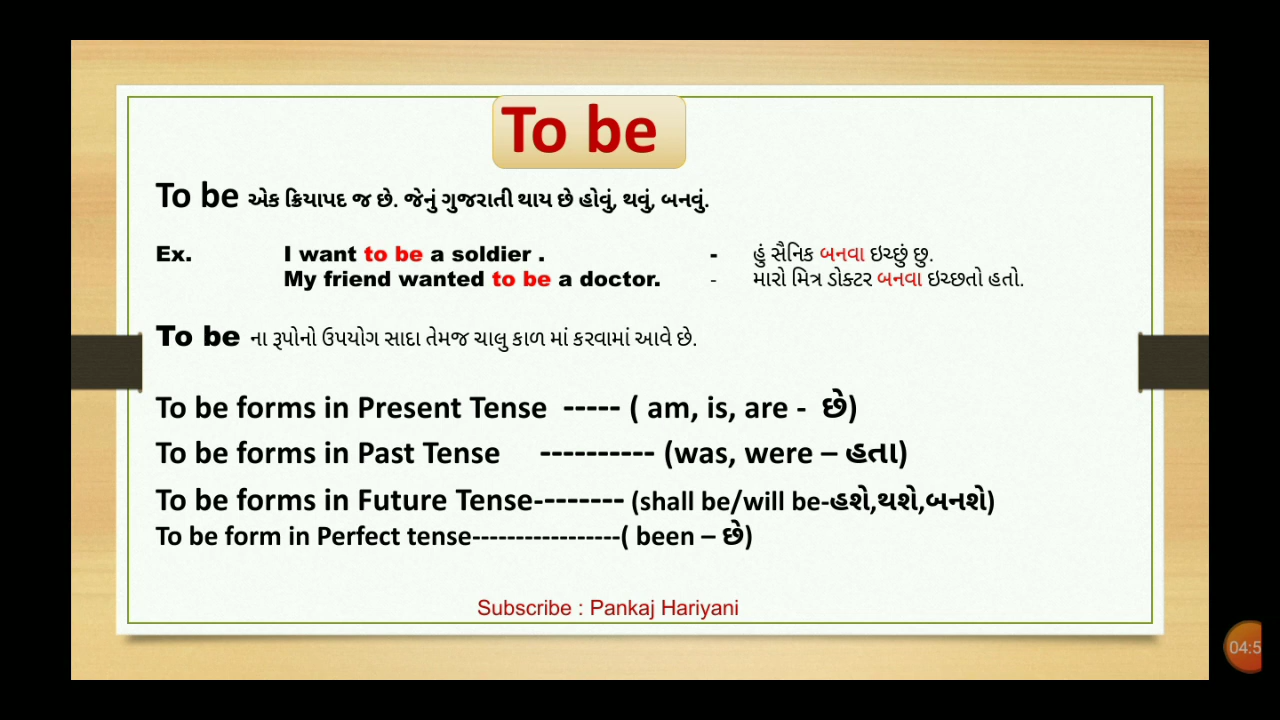 To be
To be એક ક્રિયાપદ જ છે. જેનું ગુજરાતી થાય છે હોવું, થવું, બનવું.
Ex. I want to be a soldier . - હું સૈનિક બનવા ઇચ્છું છુ.
My friend wanted to be a doctor. - મારો મિત્ર ડોક્ટર બનવા ઇચ્છતો હતો.
To be ના રૂપોનો ઉપયોગ સાદા તેમજ ચાલુ કાળ માં કરવામાં આવે છે.
To be forms in Present Tense ----- ( am, is, are - છે)
To be forms in Past Tense ---------- (was, were – હતા)
To be forms in Future Tense-------- (shall be/will be-હશે,થશે,બનશે)
To be form in Perfect tense-----------------( been – છે)
Subscribe : Pankaj Hariyani
04:5